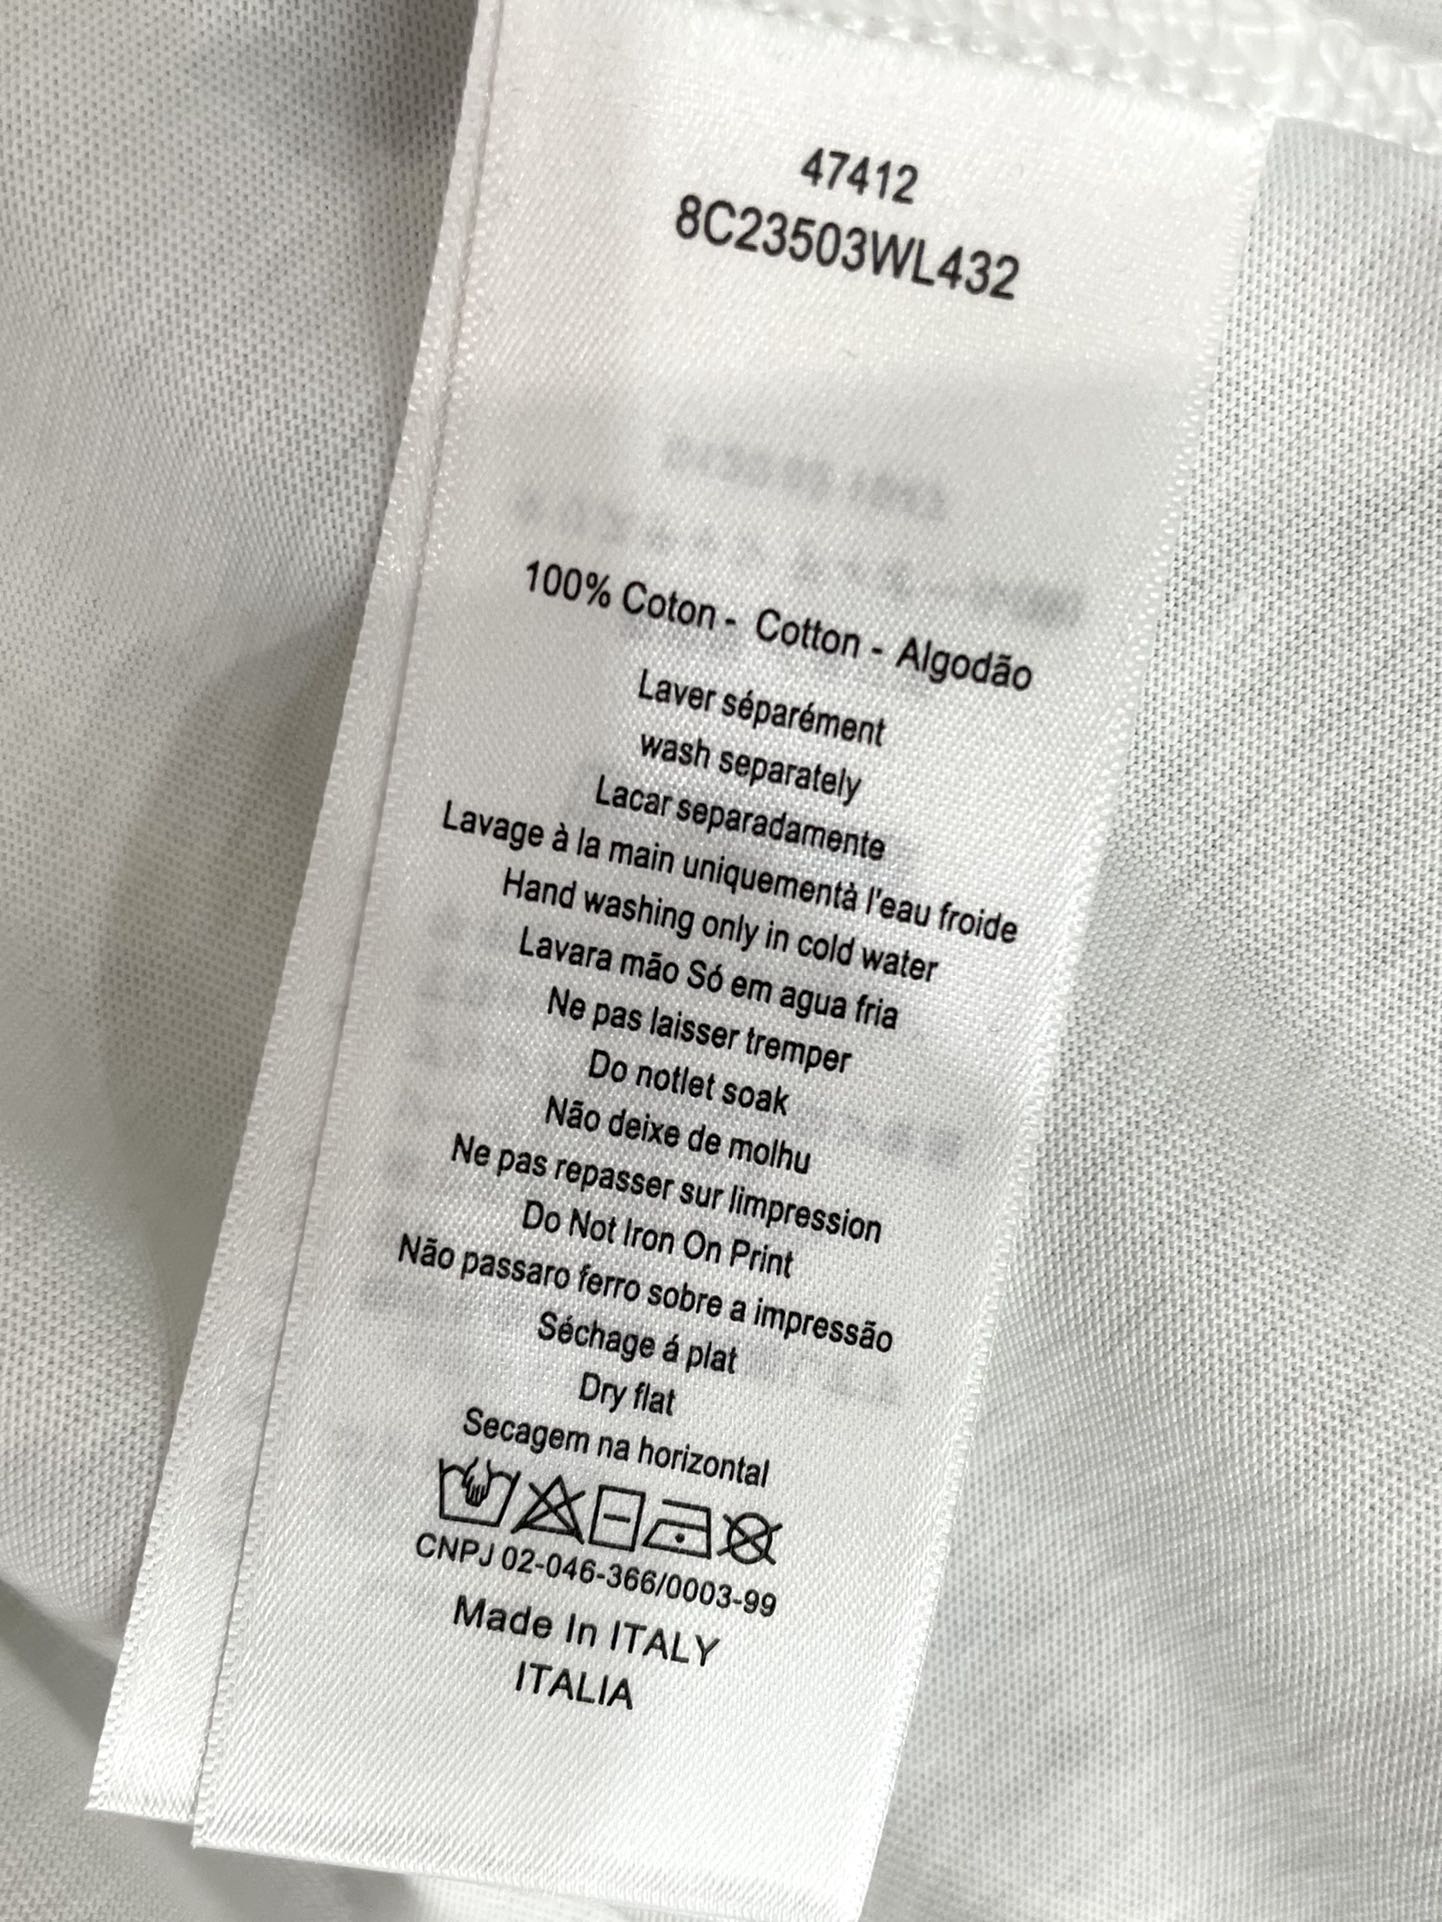 47412
8C23503WL432
100% Coton - Cotton - Algodão
Laver séparément
wash separately
Lacar separadamente
Lavage à la main uniquementà l'eau froide
Hand washing only in cold water
Lavara mão Só em agua fria
Ne pas laisser tremper
Do notlet soak
Não deixe de molhu
Ne pas repasser sur limpression
Do Not Iron On Print
Não passaro ferro sobre a impressão
Séchage á plat
Dry flat
Secagem na horizontal
CNPJ 02-046-366/0003-99
Made In ITALY
ITALIA